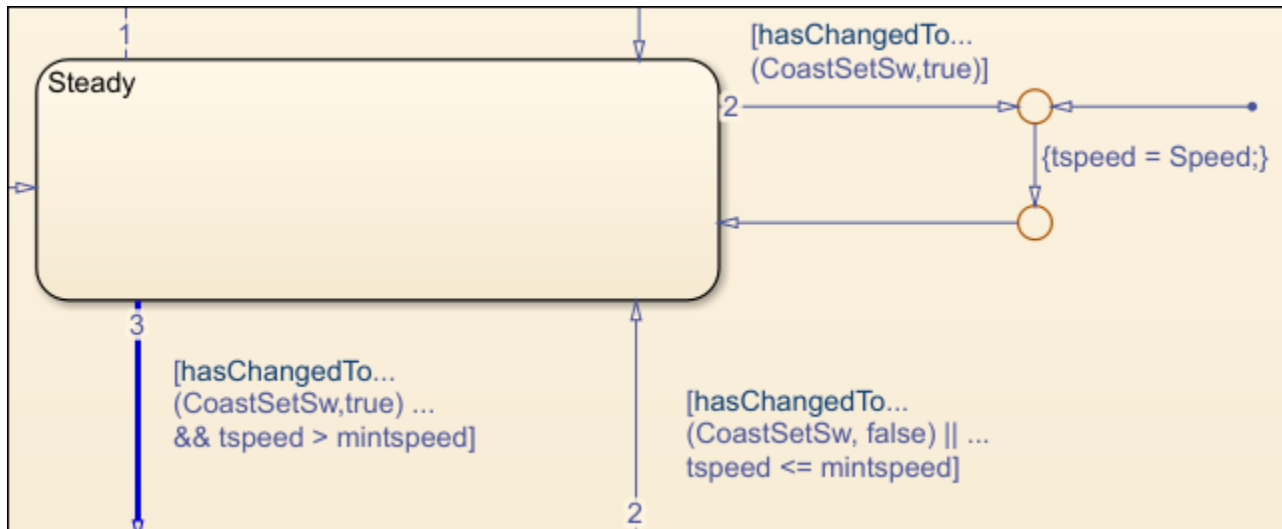 1
Steady
[hasChangedTo...
(CoastSetSw,true)]
2
{tspeed = Speed;}
3
[hasChangedTo...
(CoastSetSw,true) ...
&& tspeed > mintspeed]
[hasChangedTo...
(CoastSetSw, false) || ...
tspeed <= mintspeed]
2